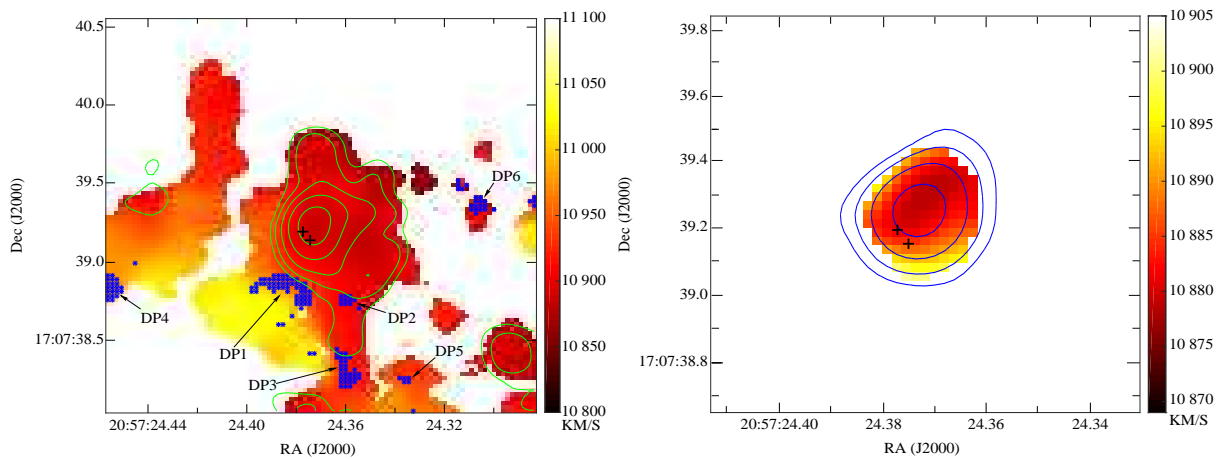 40.5
40.0
39.5
39.0
17:07:38.5
Dec (J2000)
20:57:24.44
24.40
24.36
24.32
RA (J2000)
DP6
DP4
DP1
DP2
DP3
DP5
11 100
11 050
11 000
10 950
10 900
10 850
10 800
KM/S
39.8
39.6
39.4
39.2
39.0
17:07:38.8
Dec (J2000)
20:57:24.40
24.38
24.36
24.34
RA (J2000)
10 905
10 900
10 895
10 890
10 885
10 880
10 875
10 870
KM/S